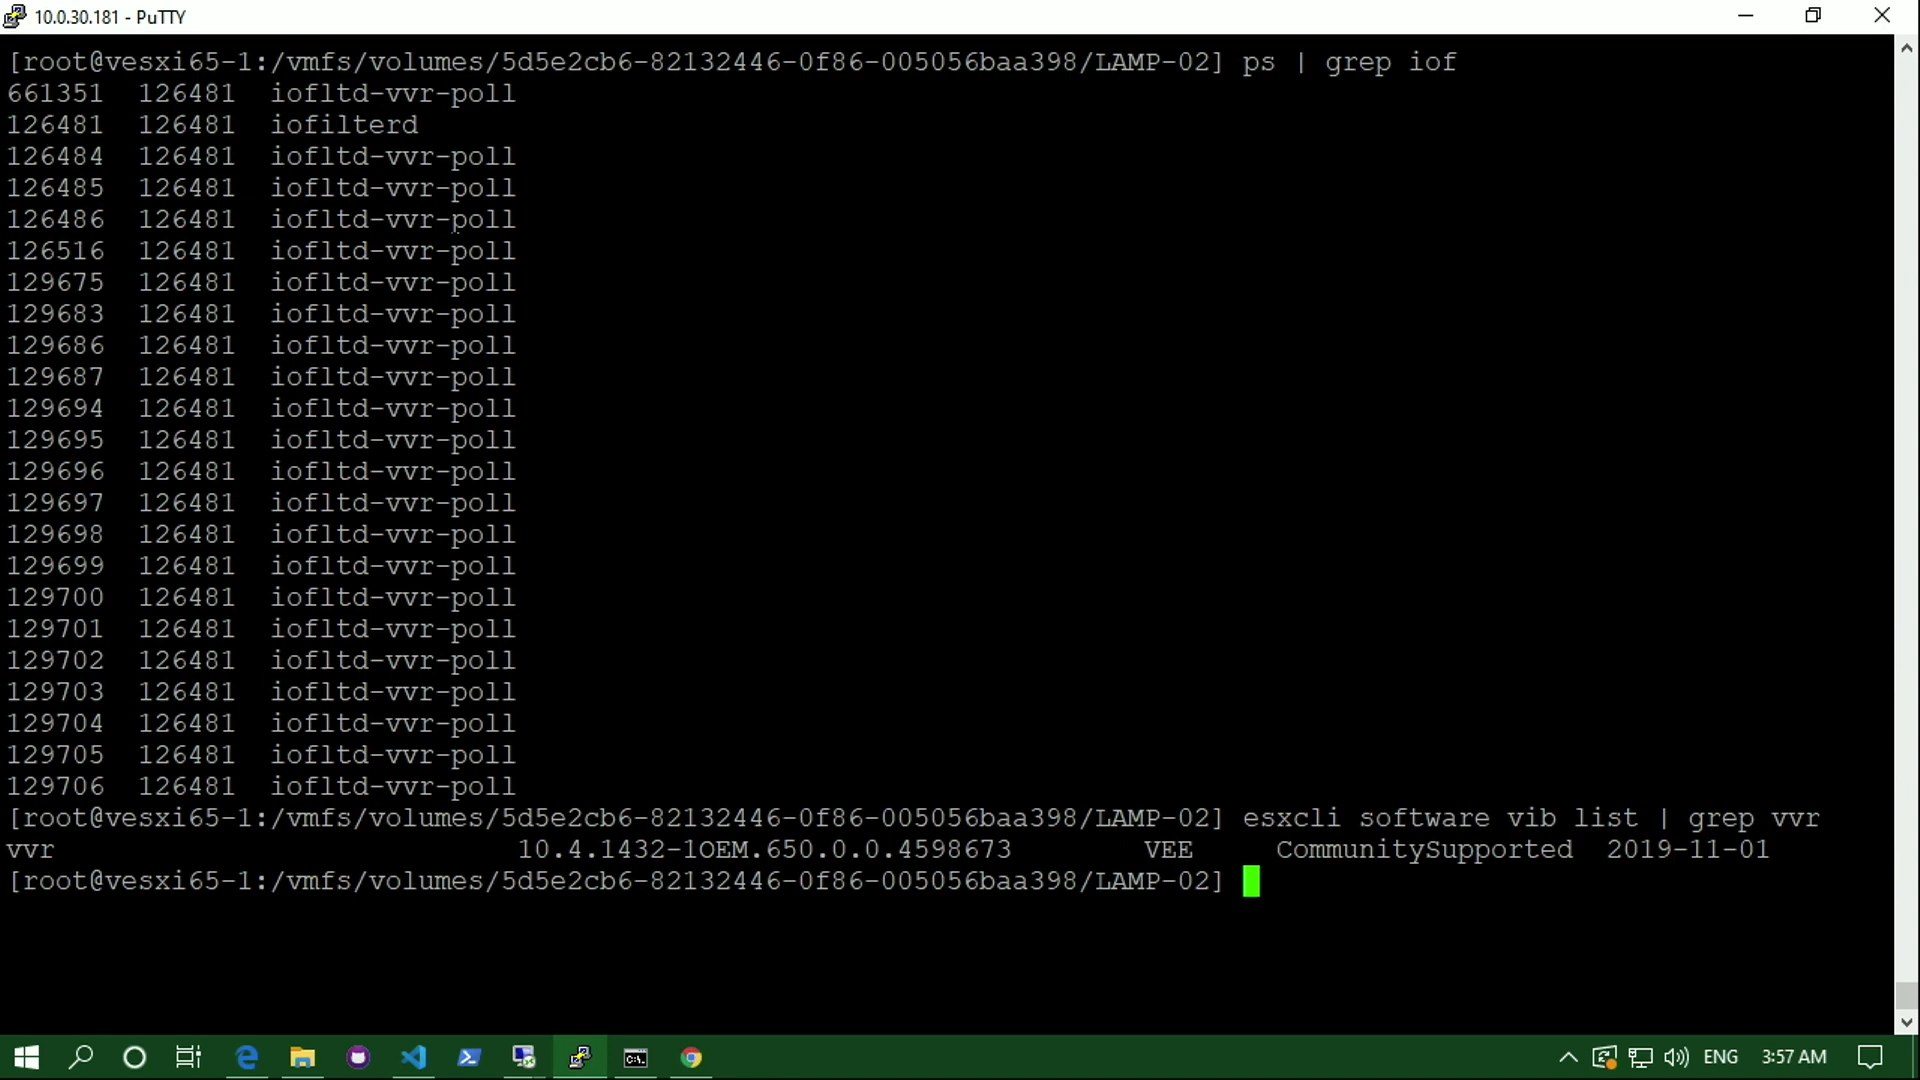 10.0.30.181 - PuTTY
[root@vesxi65-1:/vmfs/volumes/5d5e2cb6-82132446-0f86-005056baa398/LAMP-02] ps | grep iof
661351 126481 iofltd-vvr-poll
126481 126481 iofilterd
126484 126481 iofltd-vvr-poll
126485 126481 iofltd-vvr-poll
126486 126481 iofltd-vvr-poll
126516 126481 iofltd-vvr-poll
129675 126481 iofltd-vvr-poll
129683 126481 iofltd-vvr-poll
129686 126481 iofltd-vvr-poll
129687 126481 iofltd-vvr-poll
129694 126481 iofltd-vvr-poll
129695 126481 iofltd-vvr-poll
129696 126481 iofltd-vvr-poll
129697 126481 iofltd-vvr-poll
129698 126481 iofltd-vvr-poll
129699 126481 iofltd-vvr-poll
129700 126481 iofltd-vvr-poll
129701 126481 iofltd-vvr-poll
129702 126481 iofltd-vvr-poll
129703 126481 iofltd-vvr-poll
129704 126481 iofltd-vvr-poll
129705 126481 iofltd-vvr-poll
129706 126481 iofltd-vvr-poll
[root@vesxi65-1:/vmfs/volumes/5d5e2cb6-82132446-0f86-005056baa398/LAMP-02] esxcli software vib list | grep vvr
vvr 10.4.1432-1OEM.650.0.0.4598673 VEE CommunitySupported 2019-11-01
[root@vesxi65-1:/vmfs/volumes/5d5e2cb6-82132446-0f86-005056baa398/LAMP-02]
ENG 3:57 AM